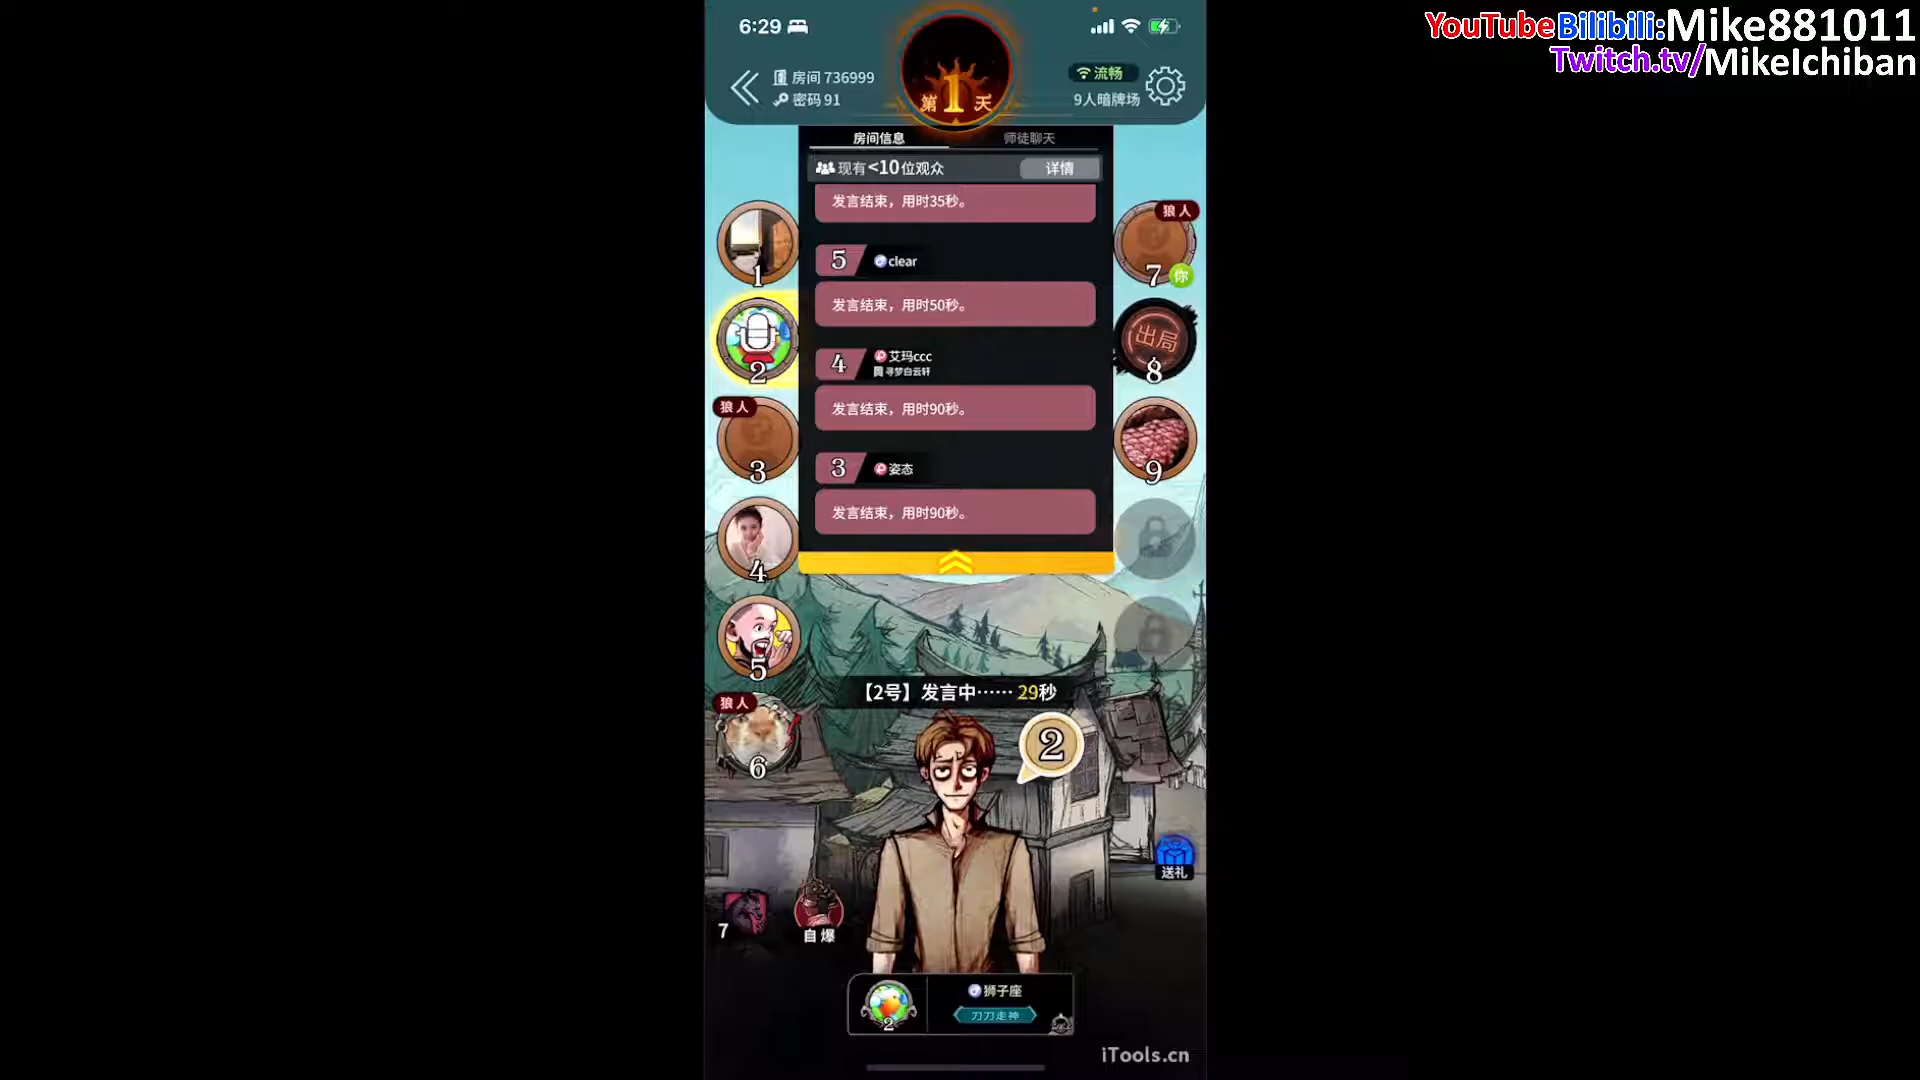 YouTubeBilibili:Mike881011
Twitch.tv/MikeIchiban
6:29
房间 736999
密码 91
第1天
流畅
9人暗牌场
房间信息
师徒聊天
现有<10位观众
详情
发言结束，用时35秒。
5 clear
发言结束，用时50秒。
4 艾玛ccc
寻梦白云轩
发言结束，用时90秒。
3 姿态
发言结束，用时90秒。
1
2
狼人
3
4
5
狼人
6
狼人
7 你
出局
8
9
【2号】发言中…… 29秒
2
送礼
7
自爆
2
狮子座
刀刀走神
iTools.cn